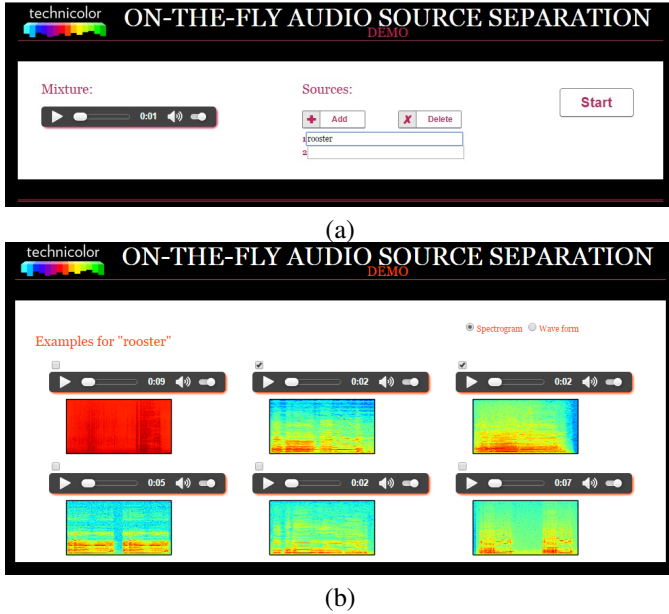 technicolor
ON-THE-FLY AUDIO SOURCE SEPARATION
DEMO
Mixture:
Sources:
Start
0:01
Add
Delete
1 rooster
2
(a)
technicolor
ON-THE-FLY AUDIO SOURCE SEPARATION
DEMO
Spectrogram Wave form
Examples for "rooster"
0:09 0:02 0:02
0:05 0:02 0:07
(b)